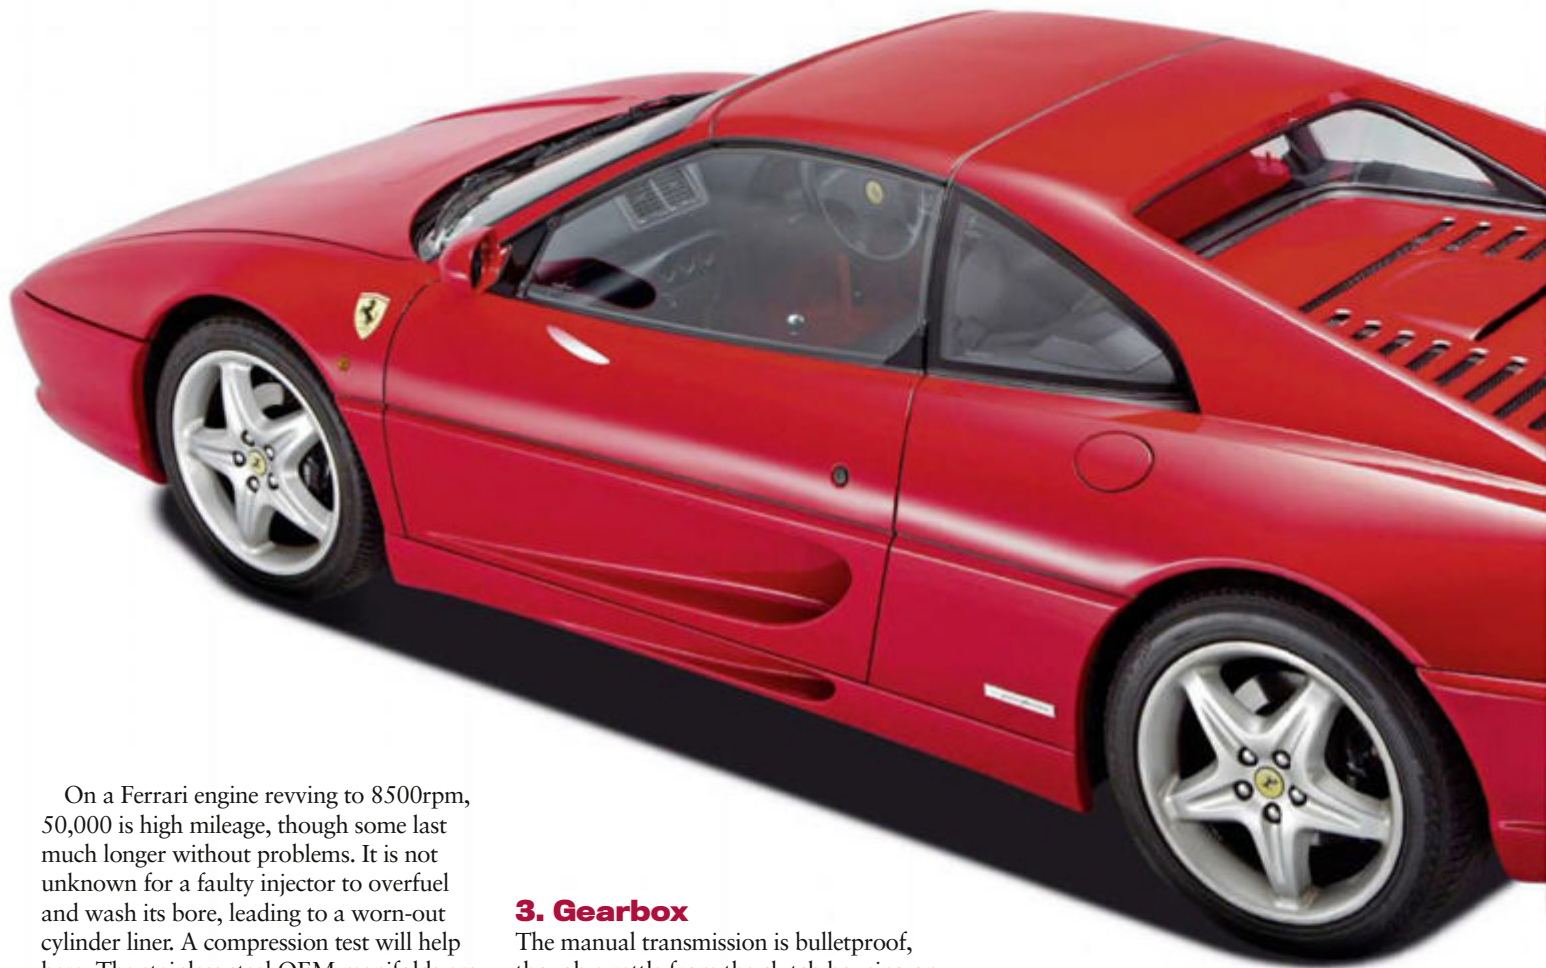 On a Ferrari engine revving to 8500rpm,
50,000 is high mileage, though some last
much longer without problems. It is not
unknown for a faulty injector to overfuel
and wash its bore, leading to a worn-out
cylinder liner. A compression test will help
3. Gearbox
The manual transmission is bulletproof,